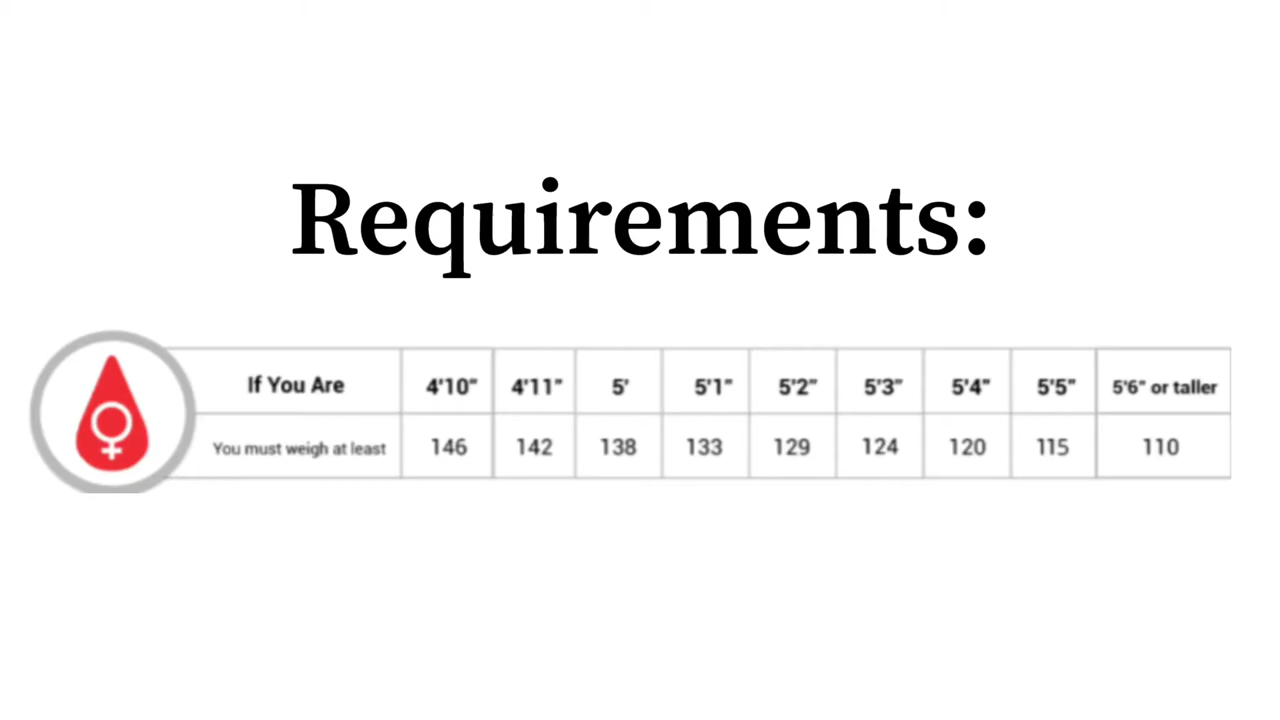 Requirements:
If You Are 4'10" 4'11" 5' 5'1" 5'2" 5'3" 5'4" 5'5" 5'6" or taller
You must weigh at least 146 142 138 133 129 124 120 115 110